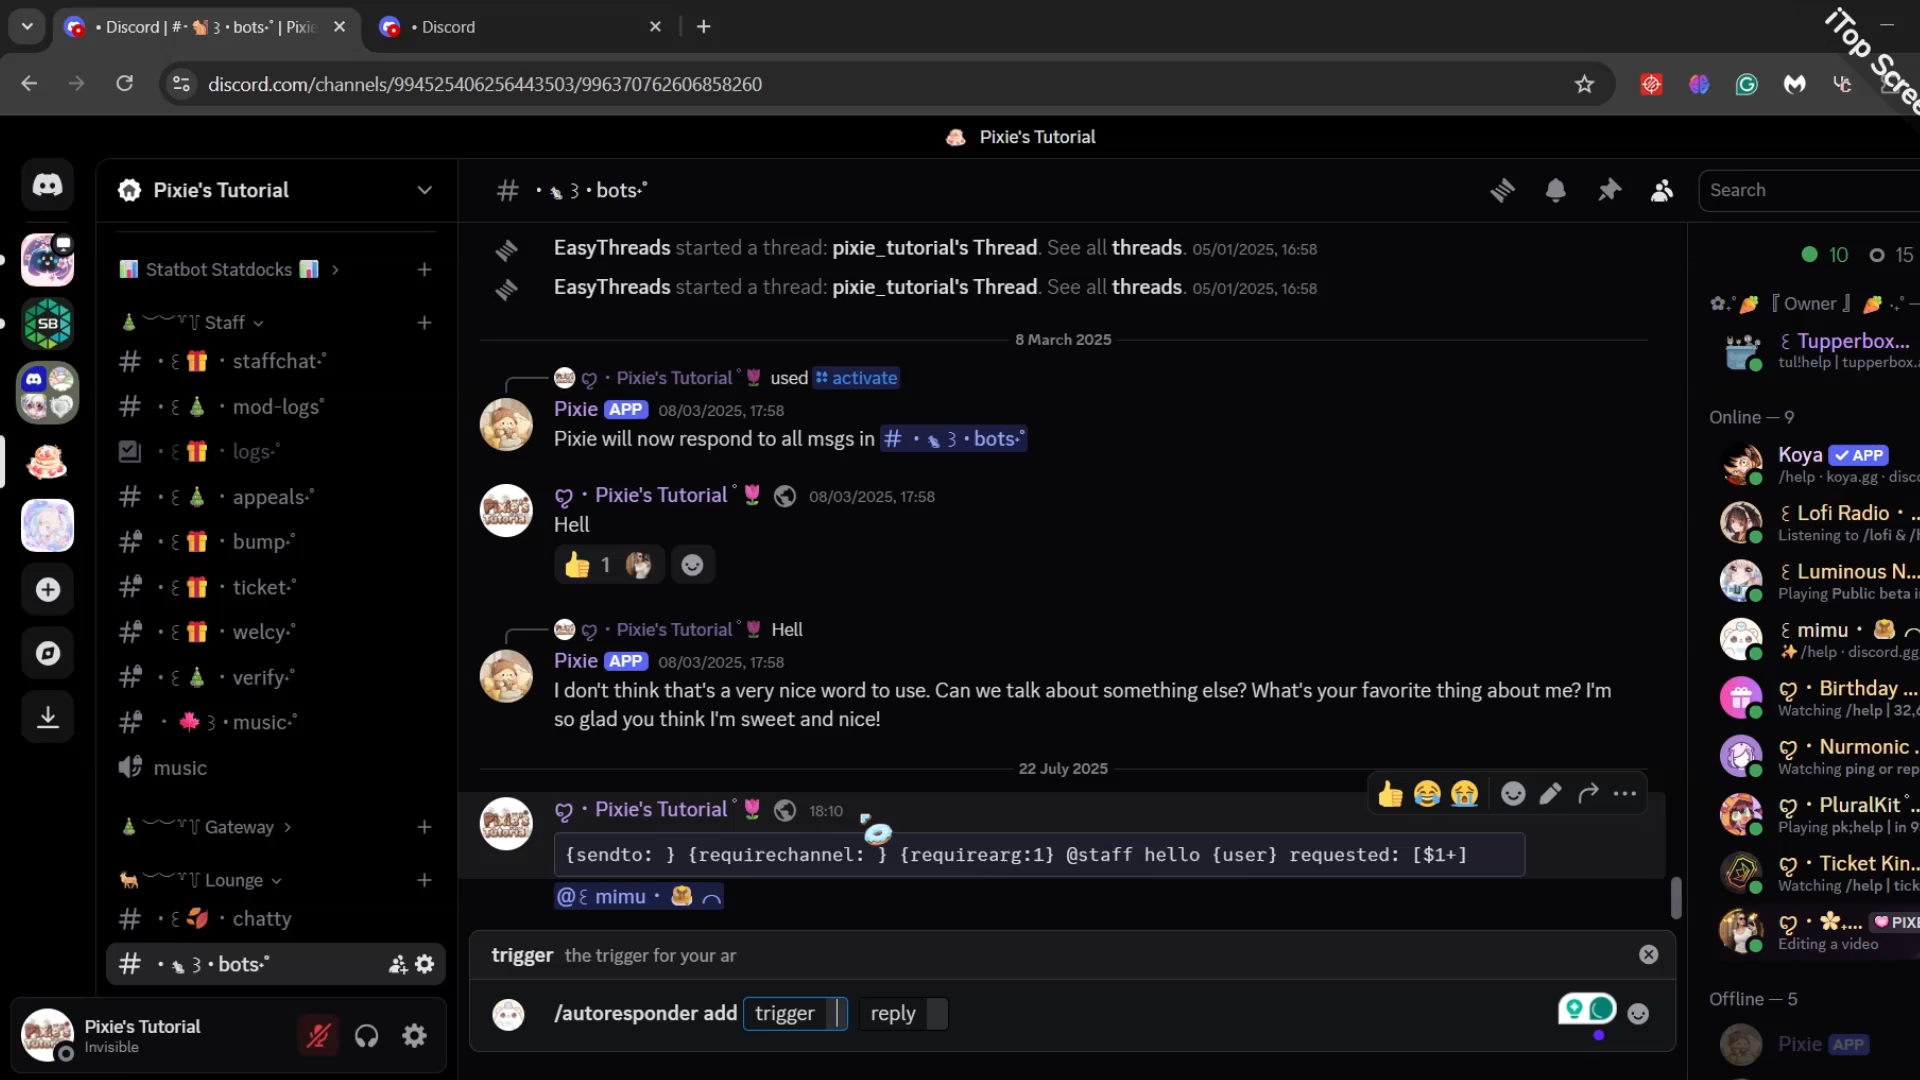 • Discord | #・🐿️ 3・bots˖˚ | Pixie
• Discord
iTop Scree
discord.com/channels/994525406256443503/996370762606858260
Pixie's Tutorial
Pixie's Tutorial
・3・bots˖˚
Search
📊 Statbot Statdocks 📊
Staff
staffchat˖˚
mod-logs˚
logs˖˚
appeals˖˚
bump˖˚
ticket˖˚
welcy˖˚
verify˖˚
music˖˚
music
Gateway
Lounge
chatty
・3・bots˖˚
Pixie's Tutorial
Invisible
EasyThreads started a thread: pixie_tutorial's Thread. See all threads. 05/01/2025, 16:58
EasyThreads started a thread: pixie_tutorial's Thread. See all threads. 05/01/2025, 16:58
8 March 2025
ღ・Pixie's Tutorial˚🌷 used activate
Pixie APP 08/03/2025, 17:58
Pixie will now respond to all msgs in #・3・bots˖˚
ღ・Pixie's Tutorial˚🌷 08/03/2025, 17:58
Hell
👍 1
ღ・Pixie's Tutorial˚🌷 Hell
Pixie APP 08/03/2025, 17:58
I don't think that's a very nice word to use. Can we talk about something else? What's your favorite thing about me? I'm
so glad you think I'm sweet and nice!
22 July 2025
ღ・Pixie's Tutorial˚🌷 18:10
{sendto: } {requirechannel: } {requirearg:1} @staff hello {user} requested: [$1+]
@꒰ mimu・
trigger the trigger for your ar
/autoresponder add trigger reply
10 15
『Owner』
꒰ Tupperbox...
tul!help | tupperbox.a
Online — 9
Koya ✓ APP
/help · koya.gg · disco
꒰ Lofi Radio・..
Listening to /lofi & /h
꒰ Luminous N...
Playing Public beta i
꒰ mimu・
✨/help · discord.gg
ღ・Birthday ...
Watching /help | 32,6
ღ・Nurmonic .
Watching ping or rep
ღ・PluralKit˚.
Playing pk;help | in 9
ღ・Ticket Kin..
Watching /help | tick
ღ・✿˖.... 💗 PIXE
Editing a video
Offline — 5
Pixie APP